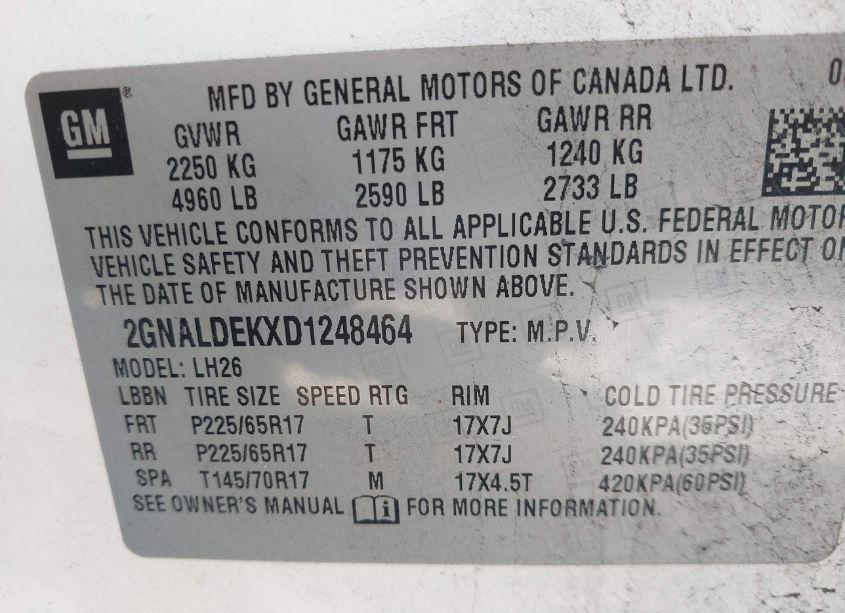 GM ®
MFD BY GENERAL MOTORS OF CANADA LTD.
GVWR GAWR FRT GAWR RR
2250 KG 1175 KG 1240 KG
4960 LB 2590 LB 2733 LB
THIS VEHICLE CONFORMS TO ALL APPLICABLE U.S. FEDERAL MOTOR
VEHICLE SAFETY AND THEFT PREVENTION STANDARDS IN EFFECT ON
THE DATE OF MANUFACTURE SHOWN ABOVE.
2GNALDEKXD1248464 TYPE: M.P.V.
MODEL: LH26
LBBN TIRE SIZE SPEED RTG RIM COLD TIRE PRESSURE
FRT P225/65R17 T 17X7J 240KPA(35PSI)
RR P225/65R17 T 17X7J 240KPA(35PSI)
SPA T145/70R17 M 17X4.5T 420KPA(60PSI)
SEE OWNER'S MANUAL FOR MORE INFORMATION.